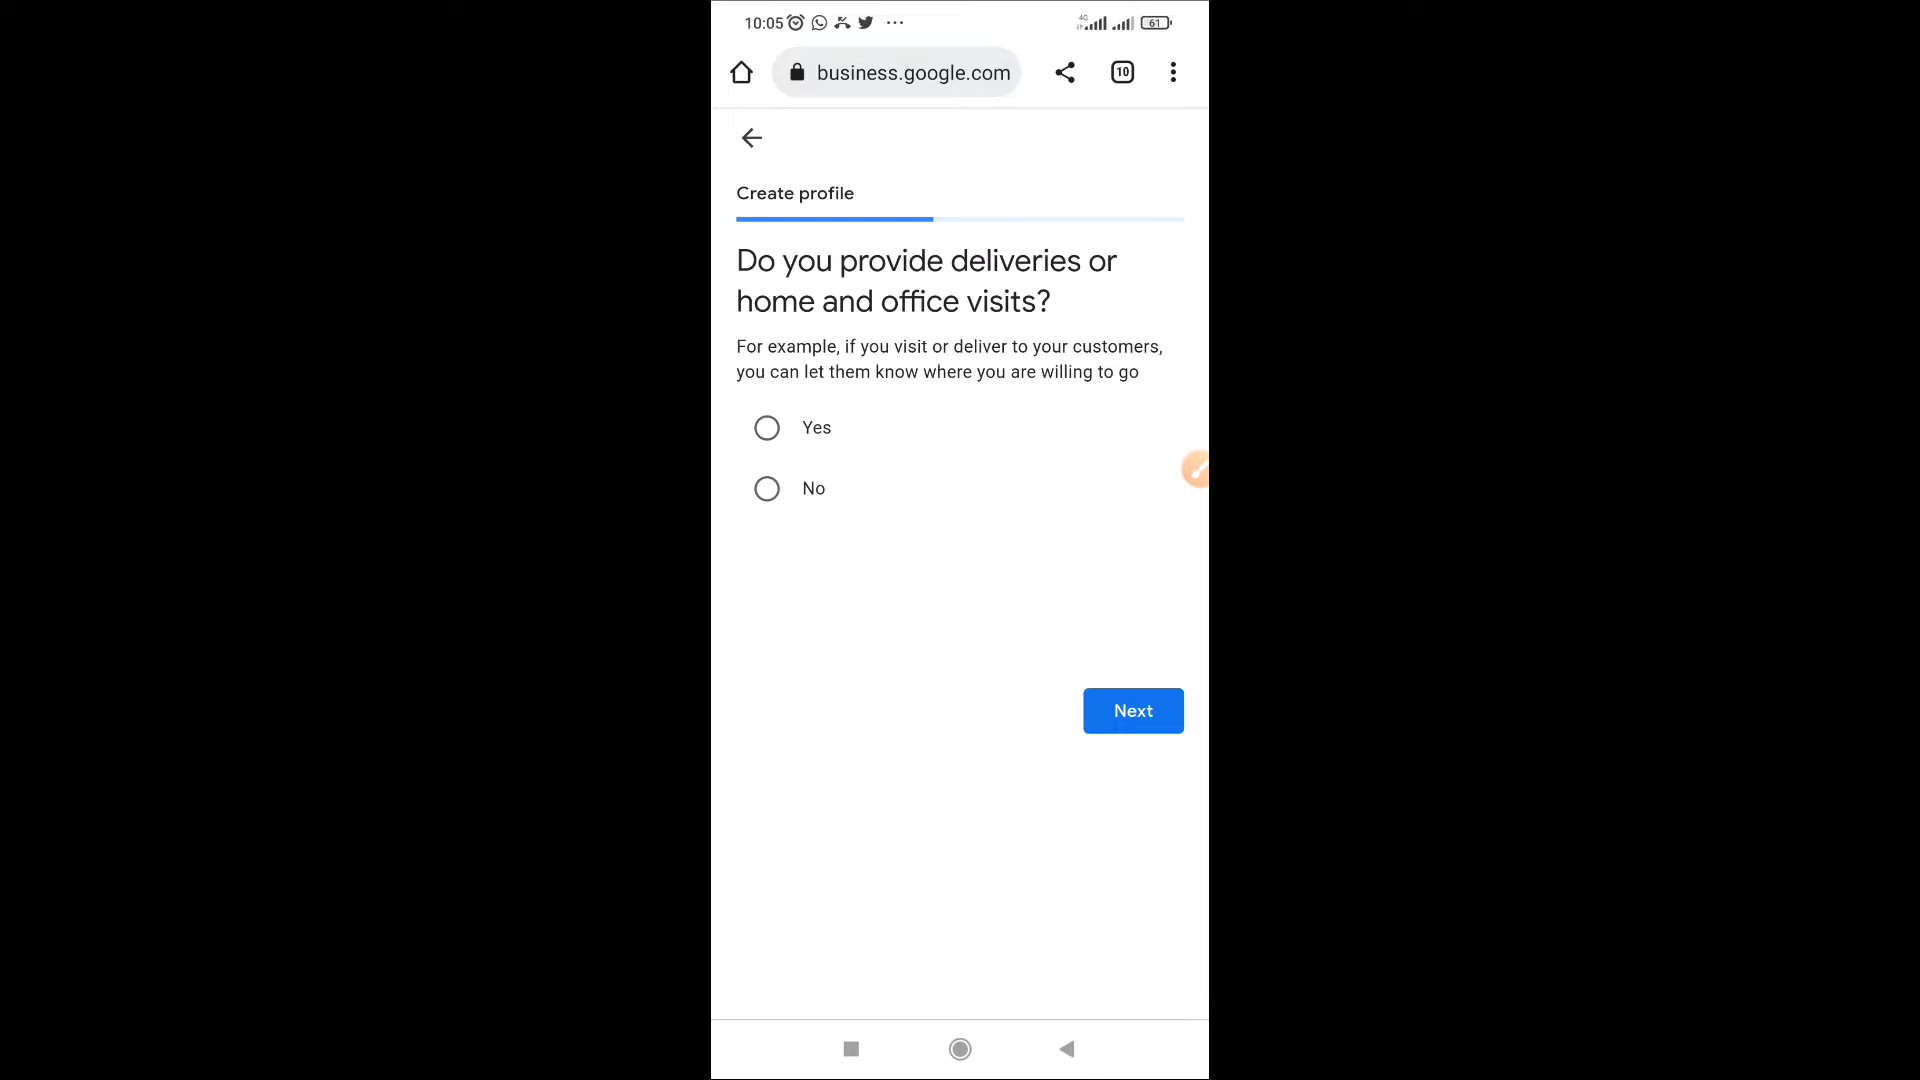 10:05
4G
61
business.google.com
10
Create profile
Do you provide deliveries or
home and office visits?
For example, if you visit or deliver to your customers,
you can let them know where you are willing to go
Yes
No
Next